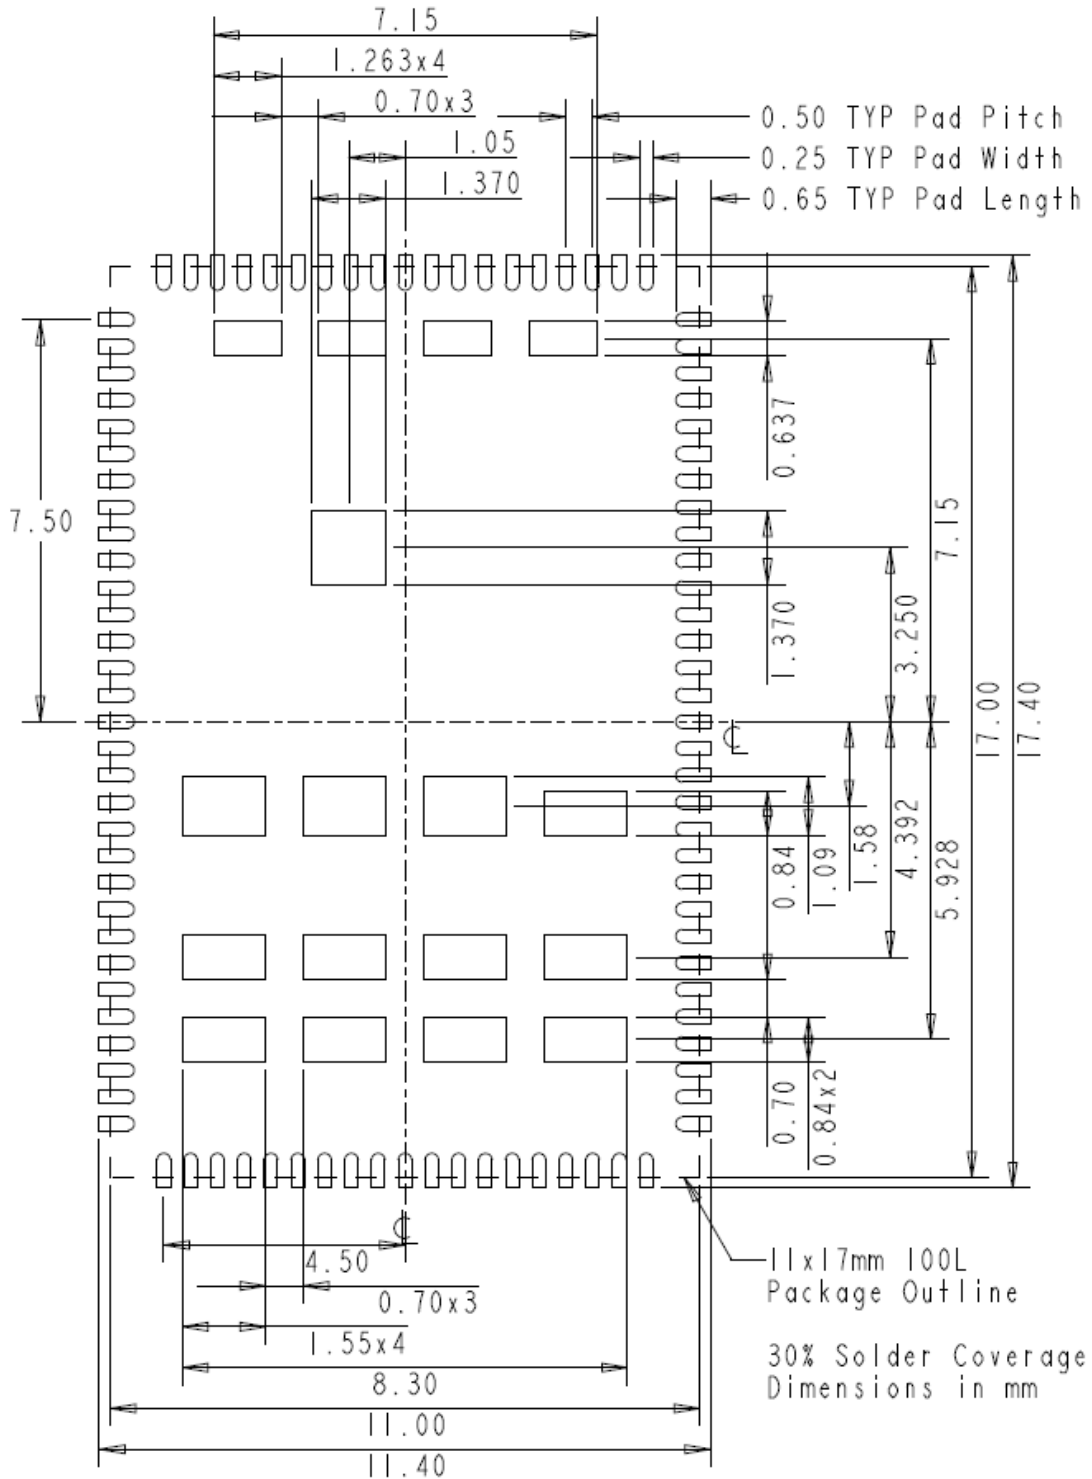 7.15
1.263x4
0.70x3
1.05
1.370
0.50 TYP Pad Pitch
0.25 TYP Pad Width
0.65 TYP Pad Length
0.637
7.15
7.50
1.370
3.250
17.00
17.40
℄
0.84
1.09
1.58
4.392
5.928
0.70
0.84x2
℄
4.50
0.70x3
1.55x4
8.30
11.00
11.40
11x17mm 100L
Package Outline
30% Solder Coverage
Dimensions in mm